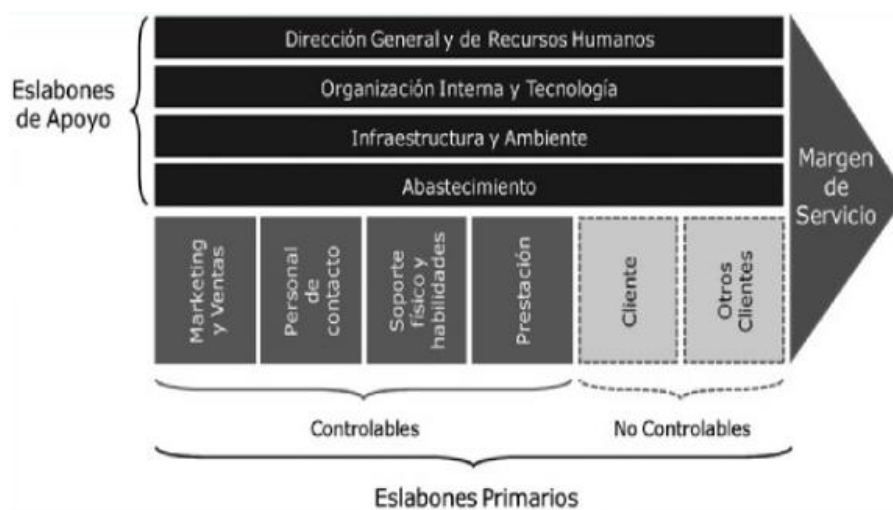 Dirección General y de Recursos Humanos
Organización Interna y Tecnología
Infraestructura y Ambiente
Abastecimiento
Eslabones
de Apoyo
Margen
de
Servicio
Marketing
y Ventas
Personal
de
contacto
Soporte
físico y
habilidades
Prestación
Cliente
Otros
Clientes
Controlables
No Controlables
Eslabones Primarios